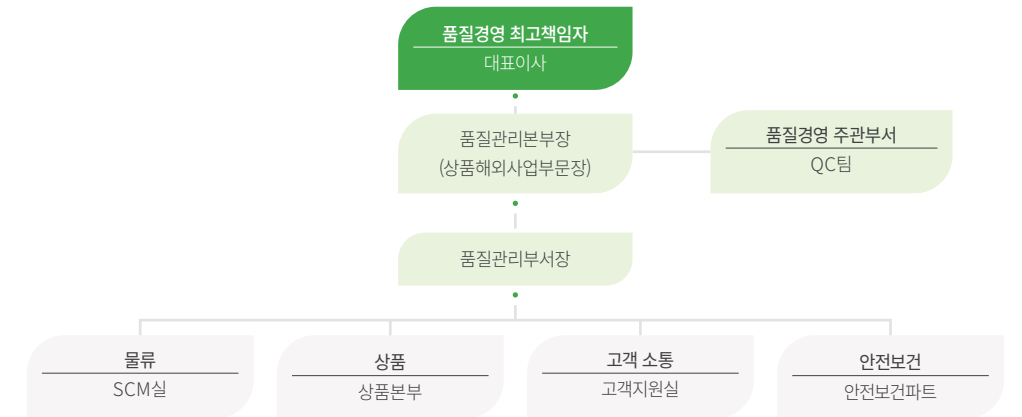 품질경영 최고책임자
대표이사
품질관리본부장
(상품해외사업부문장)
품질경영 주관부서
QC팀
품질관리부서장
물류
SCM실
상품
상품본부
고객 소통
고객지원실
안전보건
안전보건파트